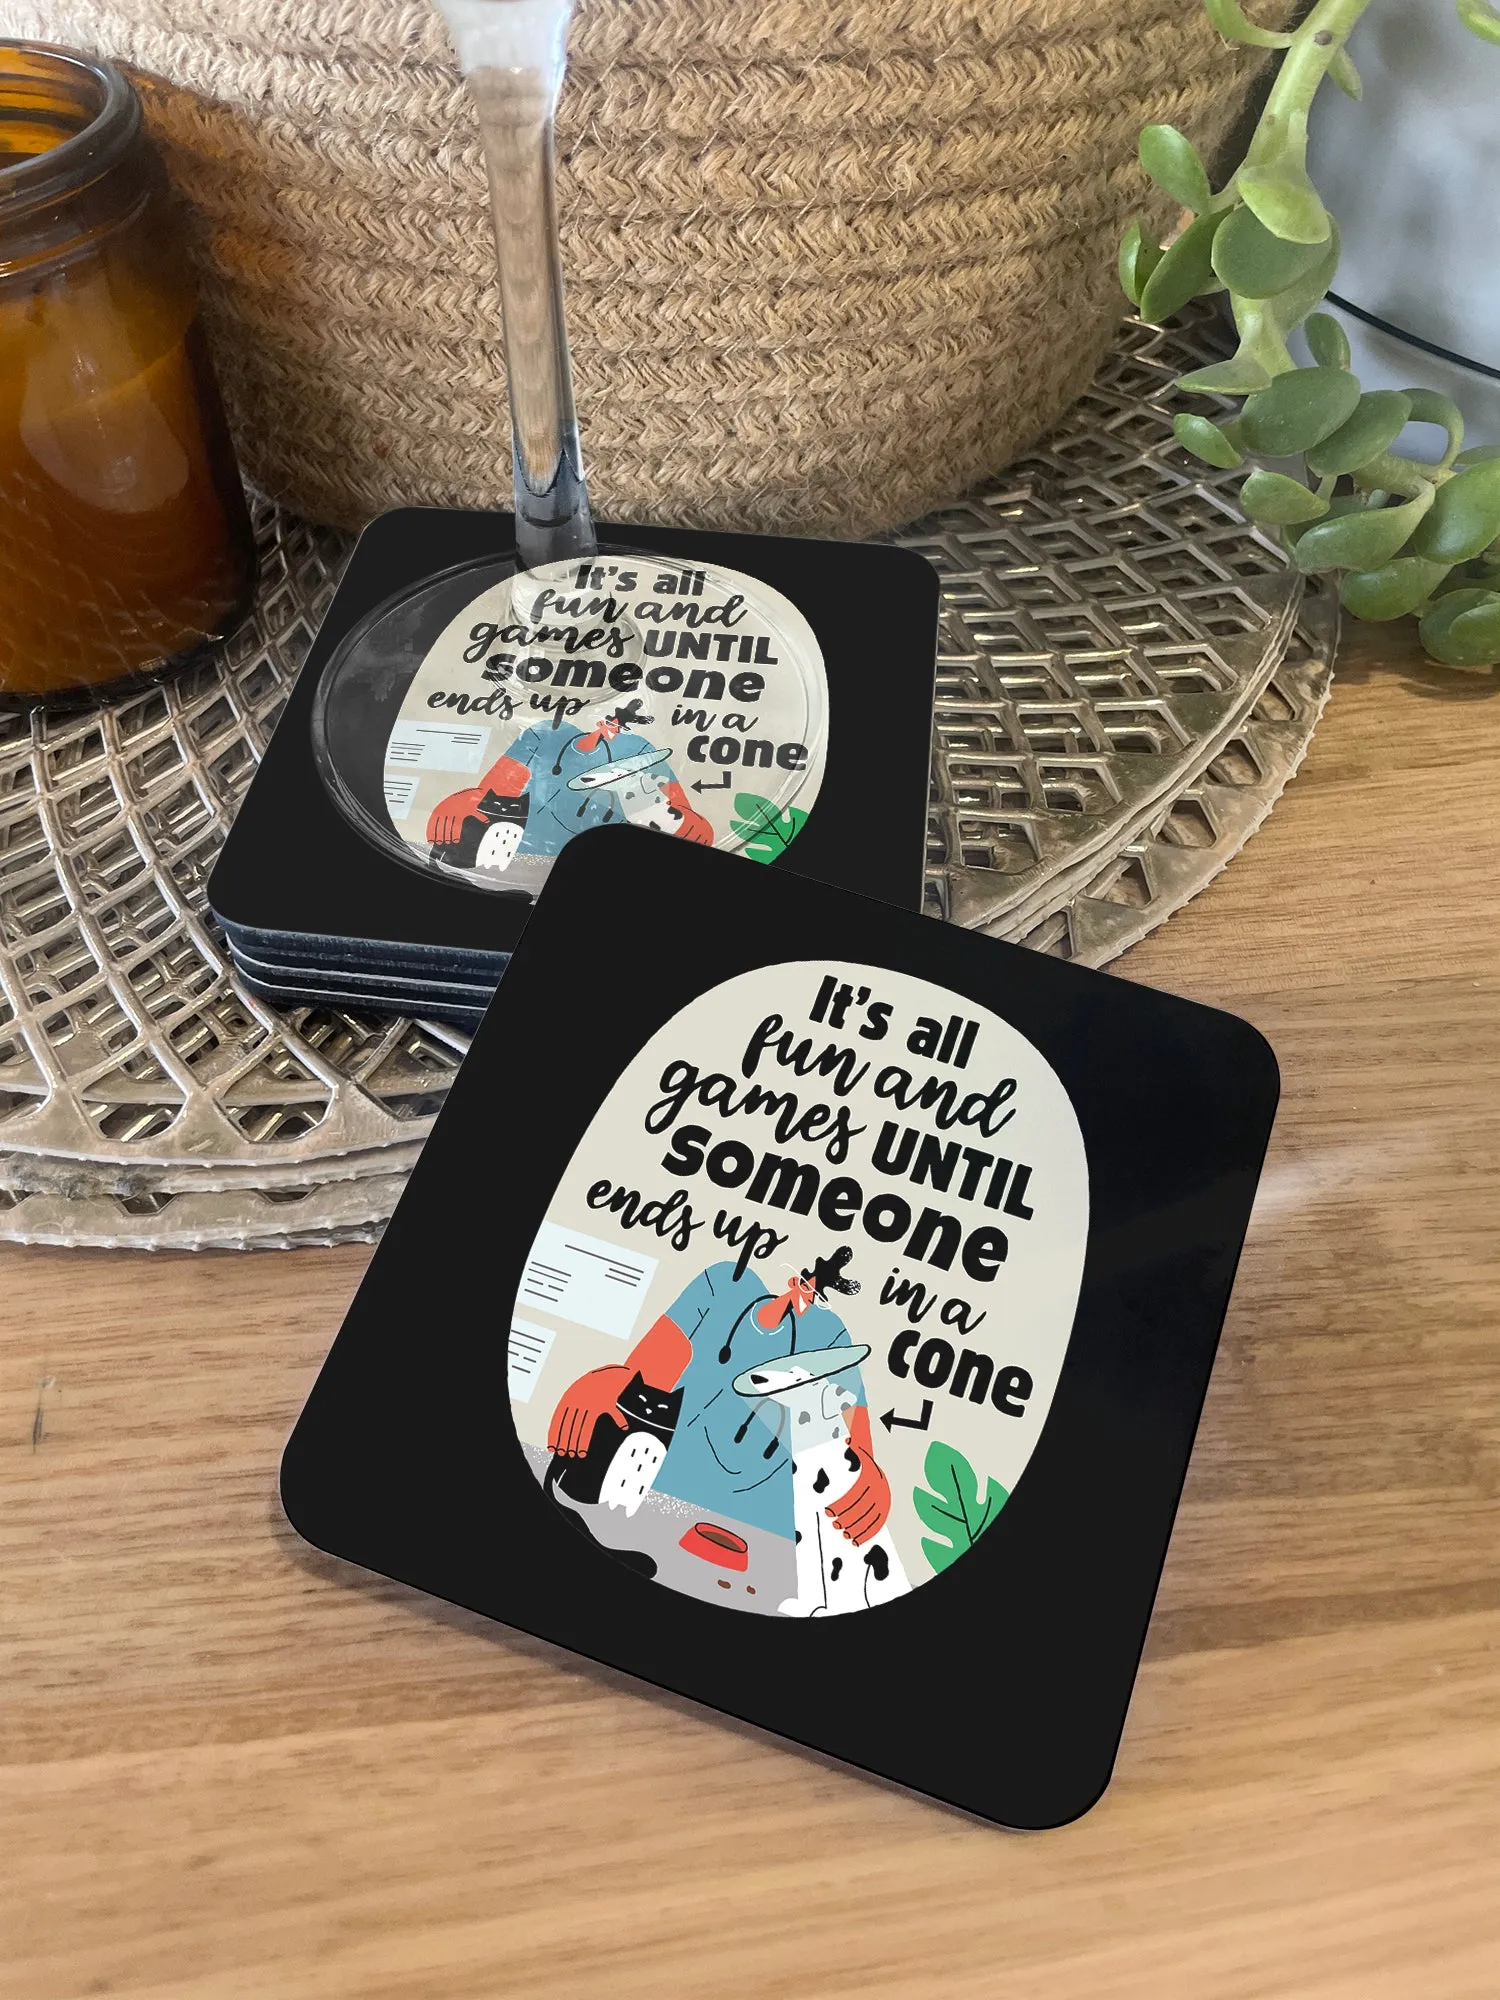 It's all
fun and
games UNTIL
someone
ends up in a
cone
It's all
fun and
games UNTIL
someone
ends up
in a
cone